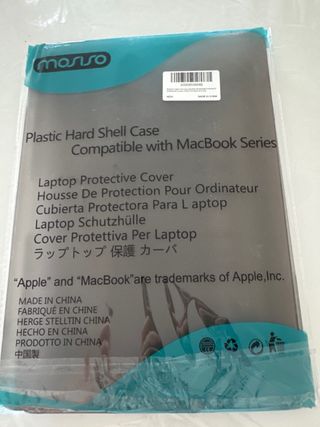 mosiso
MADE IN CHINA
Plastic Hard Shell Case
Compatible with MacBook Series
Laptop Protective Cover
Housse De Protection Pour Ordinateur
Cubierta Protectora Para L aptop
Laptop Schutzhülle
Cover Protettiva Per Laptop
ラップトップ 保護 カーバ
“Apple” and “MacBook”are trademarks of Apple,Inc.
MADE IN CHINA
FABRIQUÉ EN CHINE
HERGE STELLTIN CHINA
HECHO EN CHINA
PRODOTTO IN CHINA
中国製